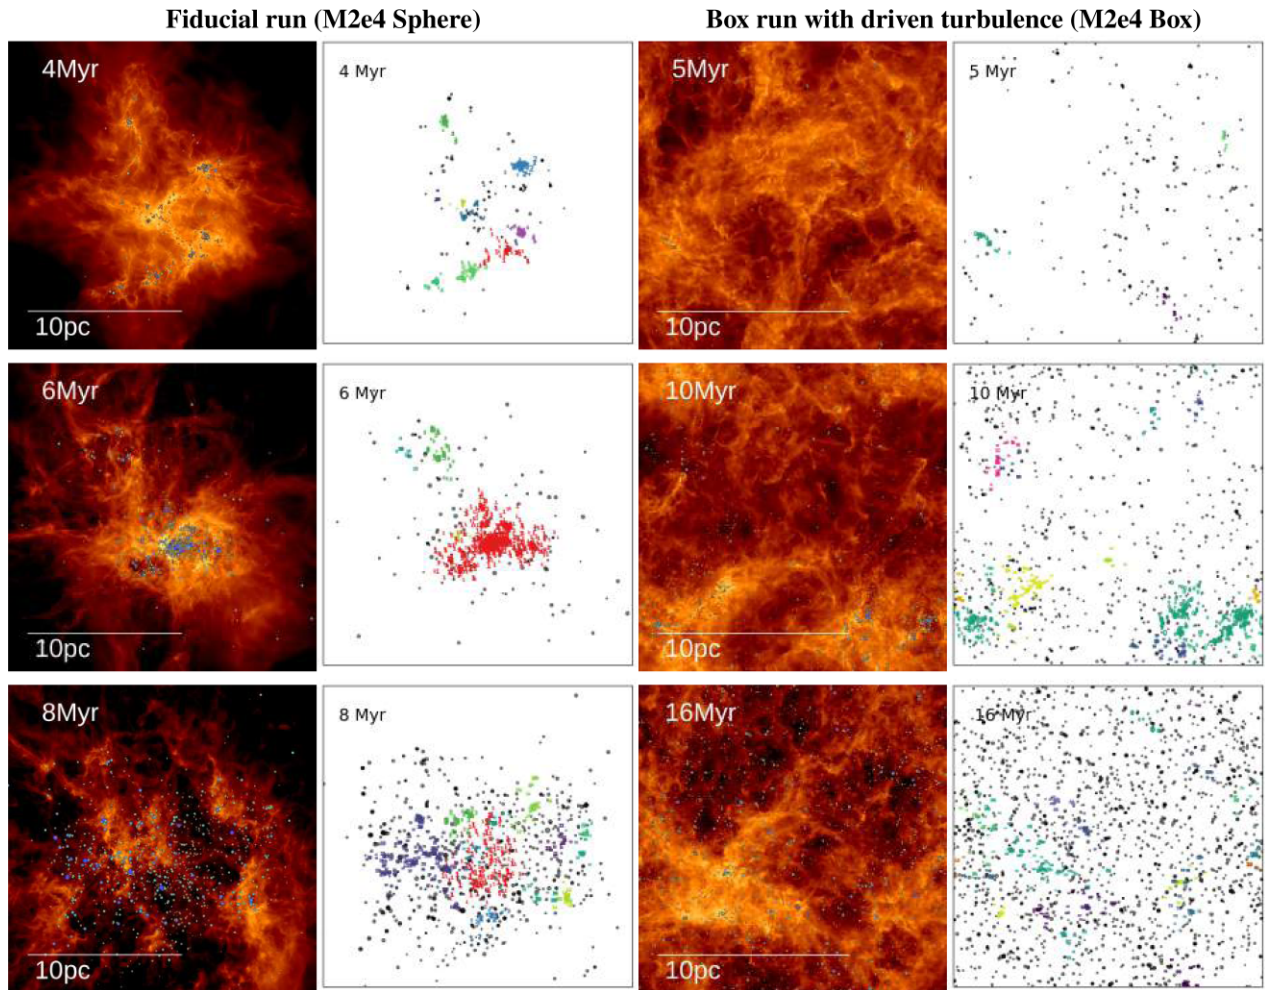 Fiducial run (M2e4 Sphere)
Box run with driven turbulence (M2e4 Box)
4Myr
4 Myr
5Myr
5 Myr
10pc
10pc
6Myr
6 Myr
10Myr
10 Myr
10pc
10pc
8Myr
8 Myr
16Myr
16 Myr
10pc
10pc